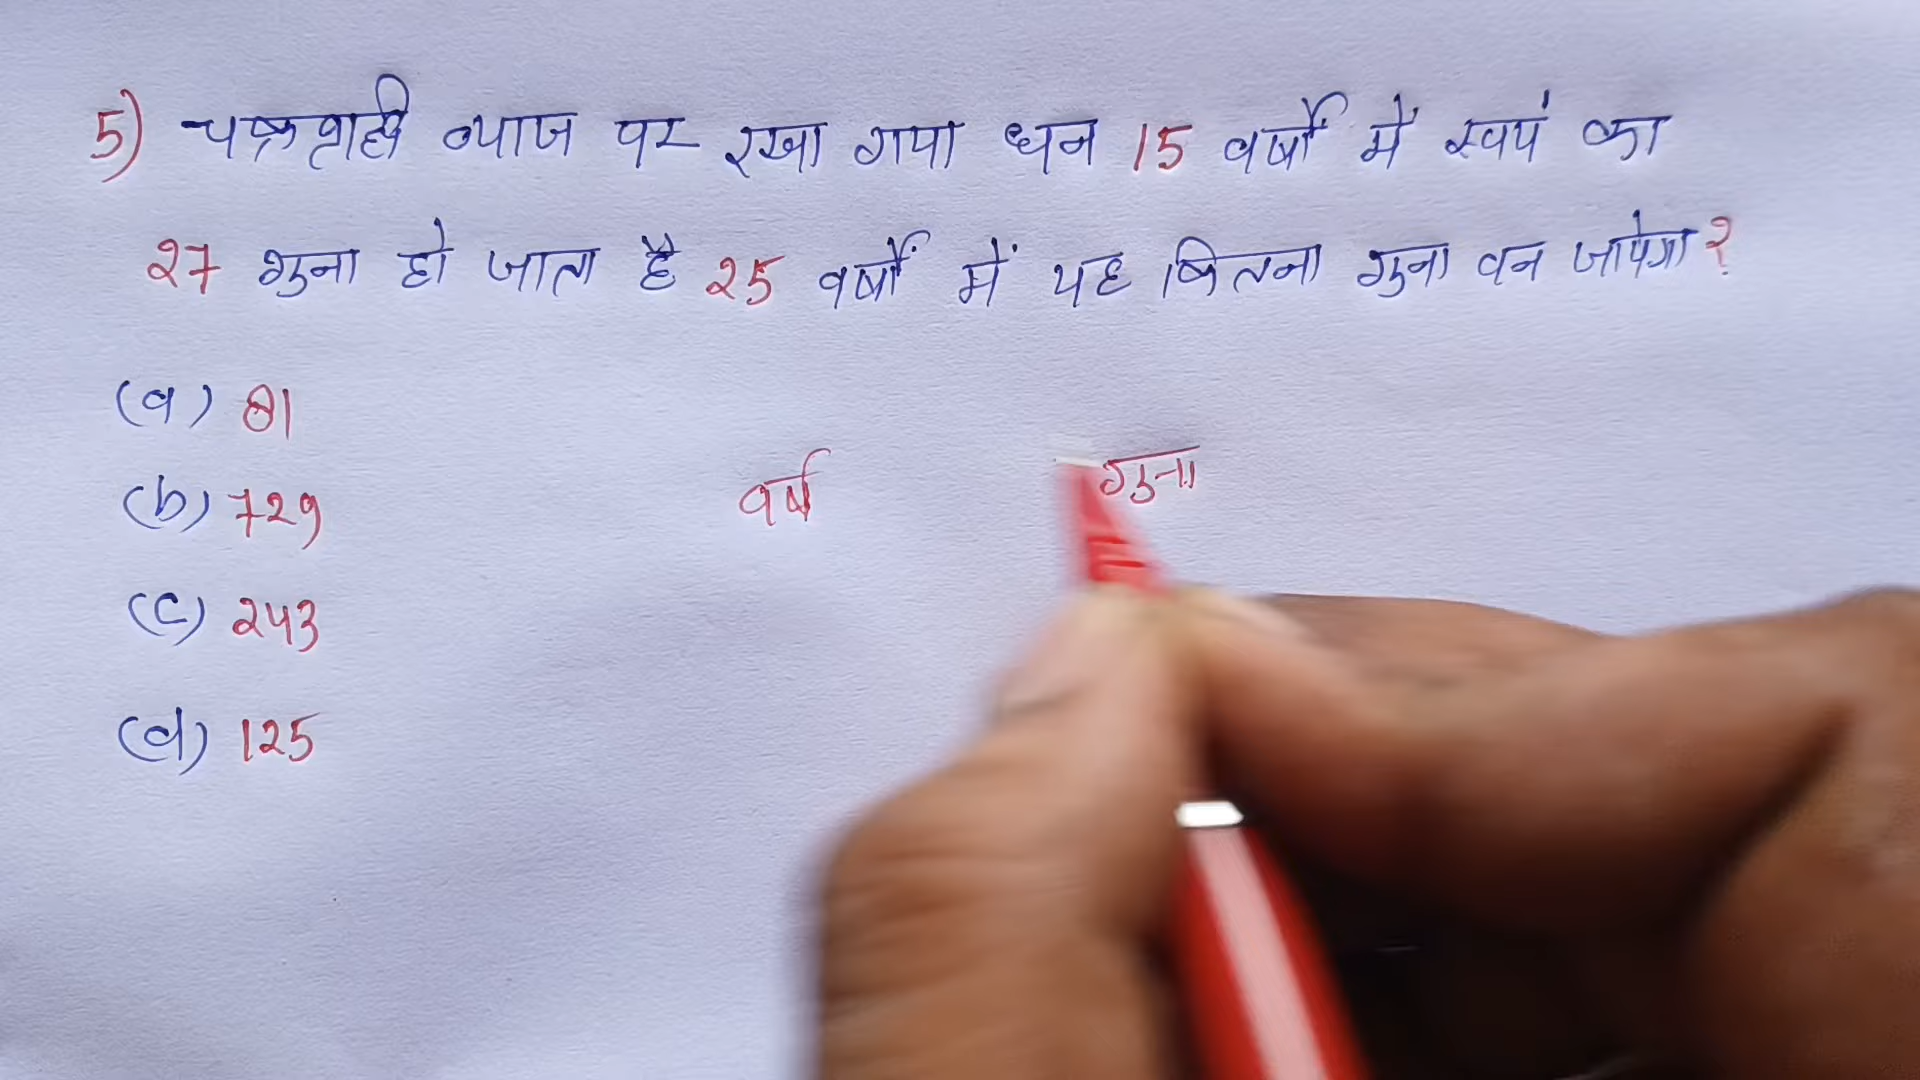 5) चक्रवृद्धि ब्याज पर रखा गया धन 15 वर्षों में स्वयं का
27 गुना हो जाता है 25 वर्षों में यह कितना गुना बन जायेगा?
(a) 81
(b) 729
(c) 243
(d) 125
वर्ष गुना